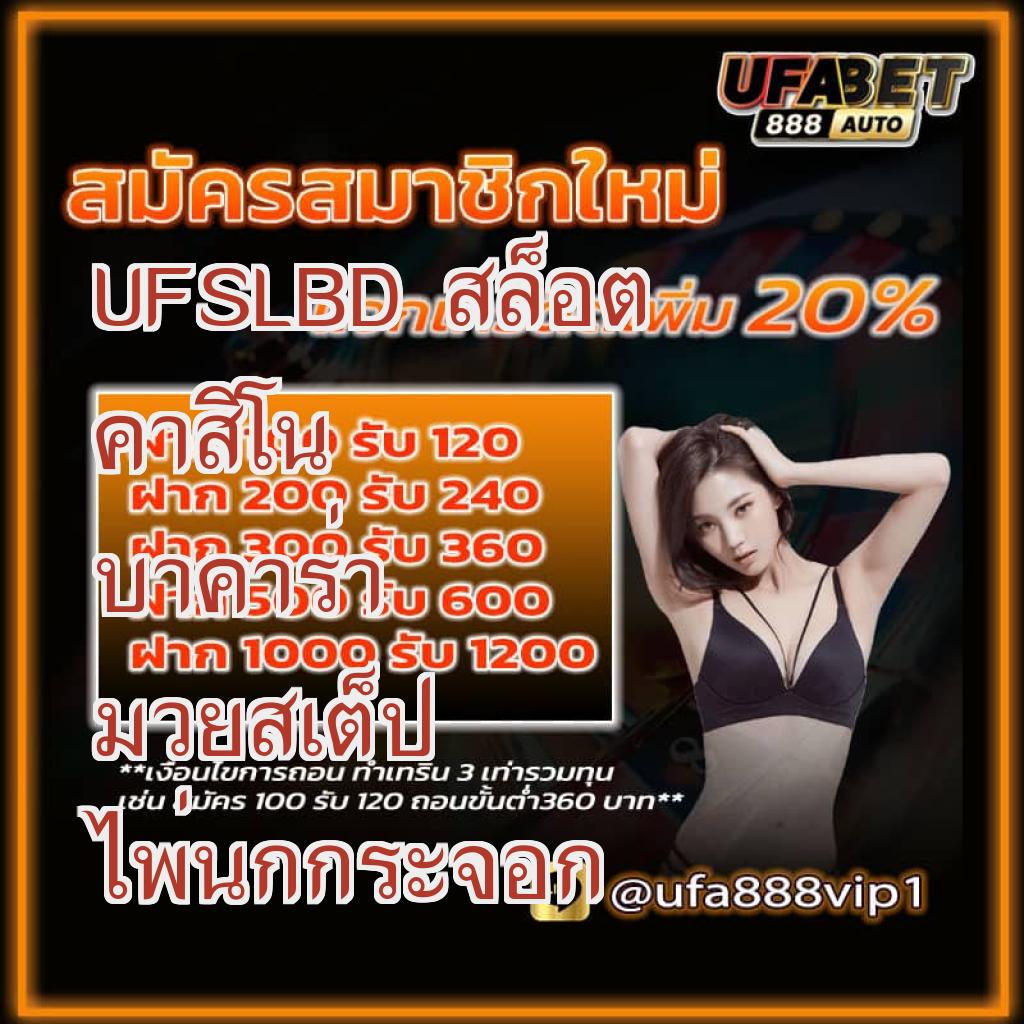 UFABET
888 AUTO
สมัครสมาชิกใหม่
UFSLBD สล็อต
เพิ่ม 20%
คาสิโน
รับ 120
ฝาก 200 รับ 240
ฝาก 300 รับ 360
บาคาร่า
500 รับ 600
ฝาก 1000 รับ 1200
มวยสเต็ป
**เงื่อนไขการถอน ทำเทริน 3 เท่ารวมทุน
เช่น สมัคร 100 รับ 120 ถอนขั้นต่ำ360 บาท**
ไพ่นกกระจอก
@ufa888vip1